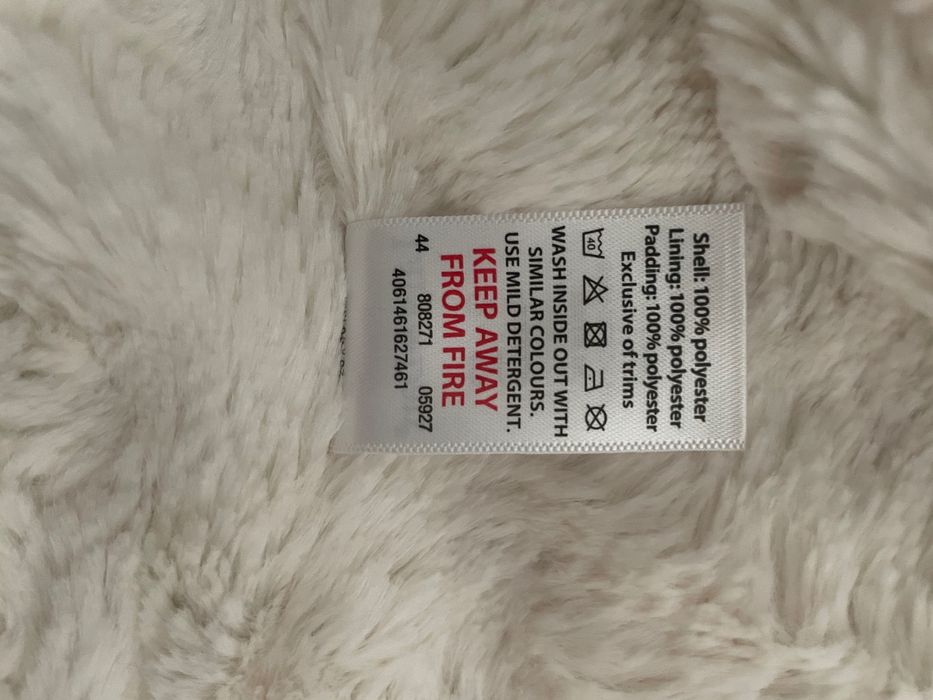 Shell: 100% polyester
Lining: 100% polyester
Padding: 100% polyester
Exclusive of trims
40
WASH INSIDE OUT WITH
SIMILAR COLOURS.
USE MILD DETERGENT.
KEEP AWAY
FROM FIRE
44 808271 05927
4061461627461